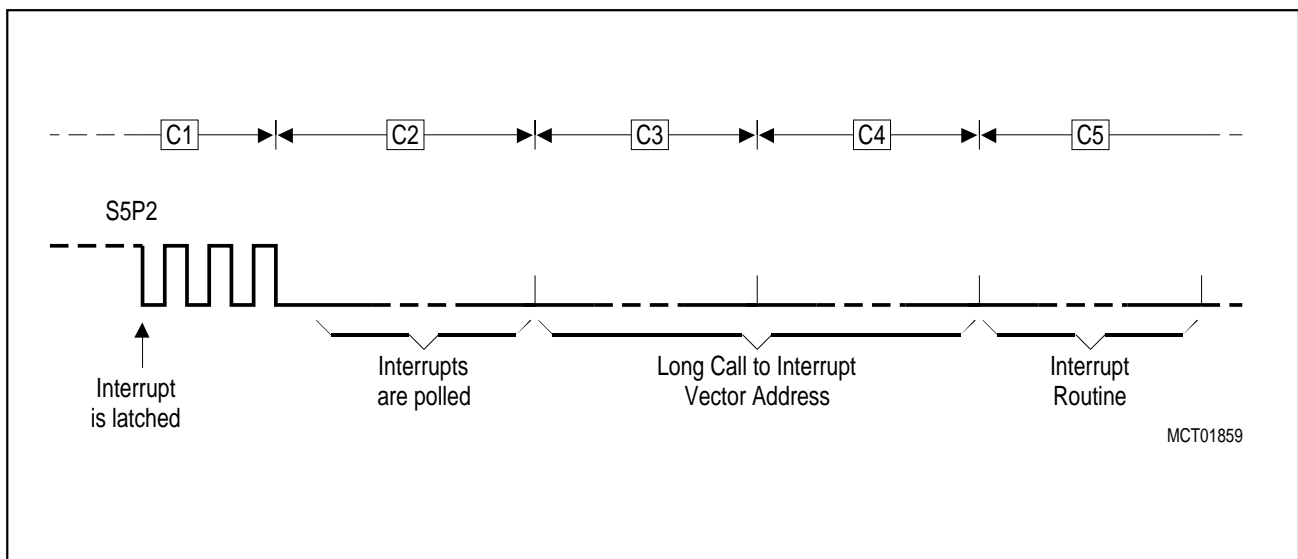 C1 C2 C3 C4 C5
S5P2
Interrupt
is latched
Interrupts
are polled
Long Call to Interrupt
Vector Address
Interrupt
Routine
MCT01859